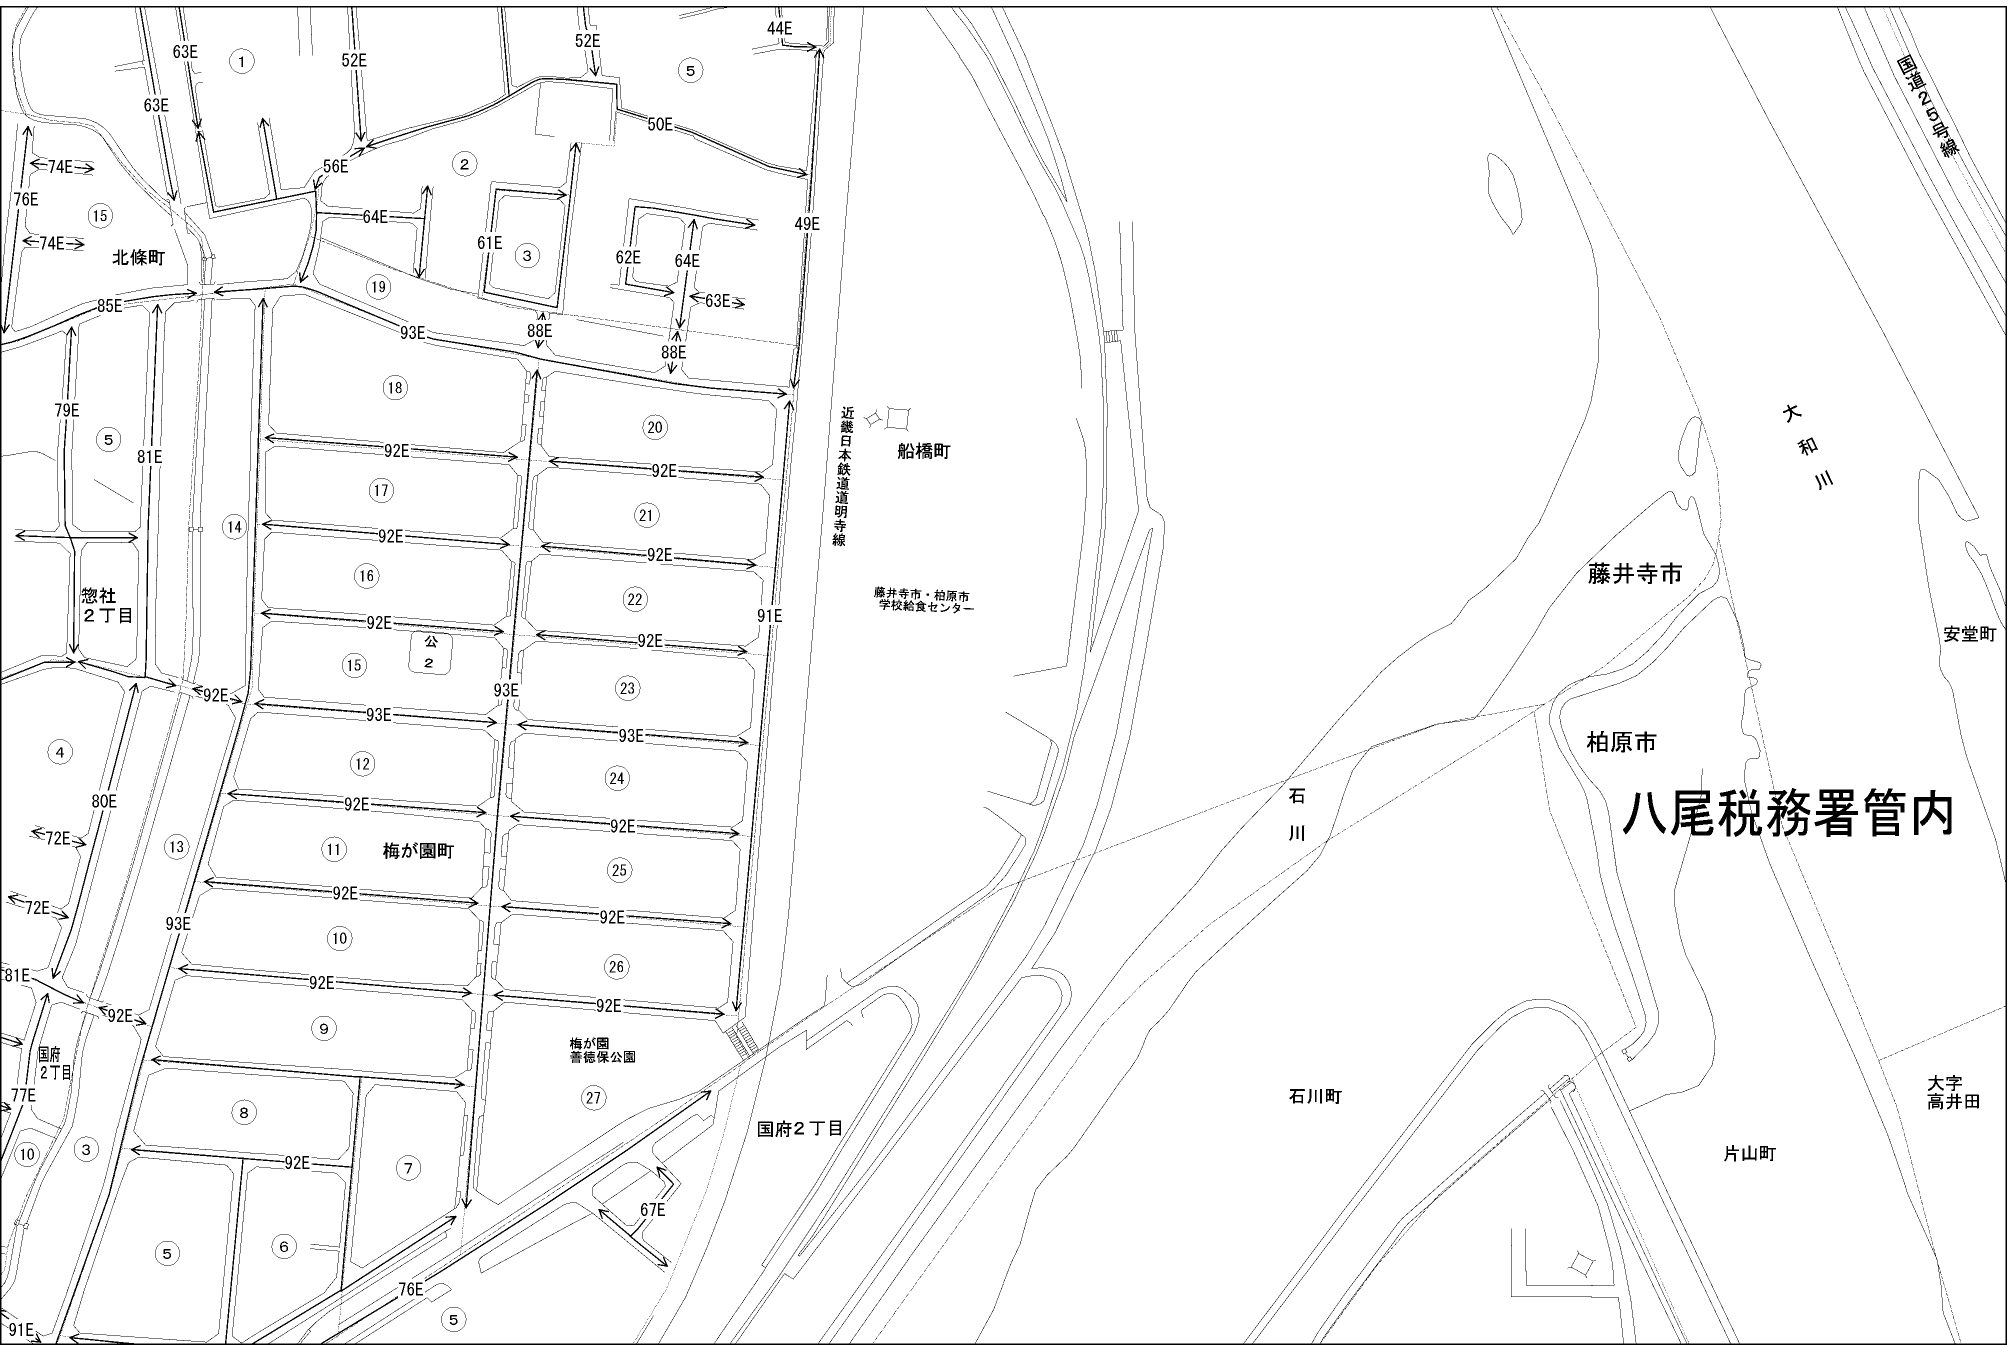 44E
63E
52E
52E
①
⑤
国道25号線
63E
50E
56E
②
74E
76E
⑮
64E
49E
74E
61E
③
62E
64E
北條町
⑲
63E
85E
93E
88E
88E
⑱
79E
⑤
81E
92E
⑳
92E
近畿日本鉄道道明寺線
船橋町
大和川
⑰
㉑
⑭
92E
92E
⑯
㉒
藤井寺市
藤井寺市・柏原市
学校給食センター
惣社
2丁目
92E
公
2
92E
91E
安堂町
⑮
㉓
92E
93E
93E
93E
④
⑫
㉔
柏原市
80E
92E
92E
石川
八尾税務署管内
72E
⑬
⑪
梅が園町
㉕
72E
92E
93E
92E
⑩
㉖
81E
92E
92E
92E
⑨
梅が園
善徳保公園
国府
2丁目
77E
⑧
㉗
石川町
大字
高井田
国府2丁目
⑩
③
92E
⑦
片山町
67E
⑤
⑥
76E
91E
⑤